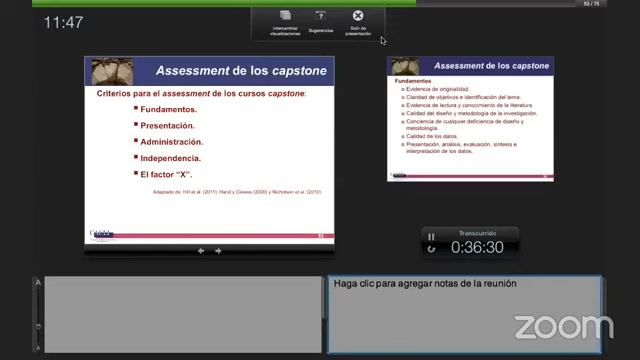 53 / 75
11:47
Intercambiar visualizaciones
Sugerencias
Salir de presentación
Assessment de los capstone
Criterios para el assessment de los cursos capstone:
Fundamentos.
Presentación.
Administración.
Independencia.
El factor “X”.
Adaptado de: Hill et al. (2011); Hand y Clewes (2000) y Nicholson et al. (2010)
53
Assessment de los capstone
Fundamentos
Evidencia de originalidad.
Claridad de objetivos e identificación del tema.
Evidencia de lectura y conocimiento de la literatura.
Calidad del diseño y metodología de la investigación.
Conciencia de cualquier deficiencia de diseño y
metodología.
Calidad de los datos.
Presentación, análisis, evaluación, síntesis e
interpretación de los datos.
Transcurrido
0:36:30
A
A
Haga clic para agregar notas de la reunión
zoom